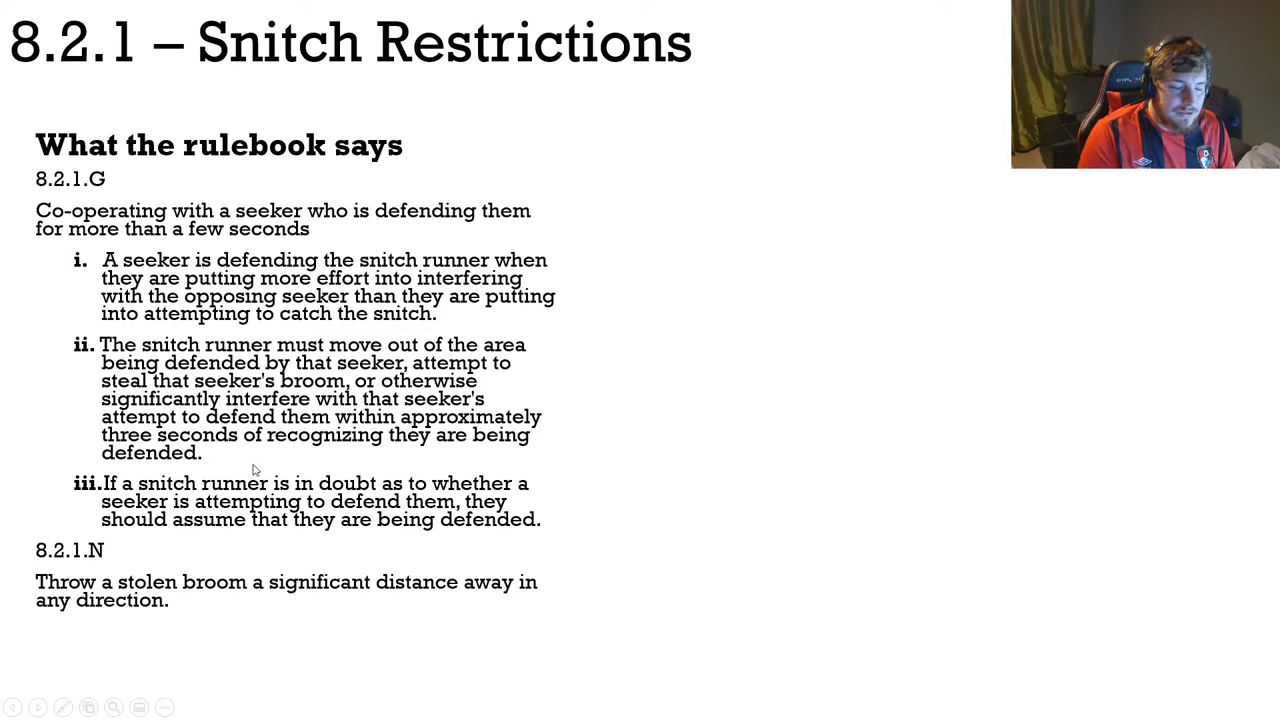 8.2.1 – Snitch Restrictions
What the rulebook says
8.2.1.G
Co-operating with a seeker who is defending them
for more than a few seconds
i. A seeker is defending the snitch runner when
they are putting more effort into interfering
with the opposing seeker than they are putting
into attempting to catch the snitch.
ii. The snitch runner must move out of the area
being defended by that seeker, attempt to
steal that seeker's broom, or otherwise
significantly interfere with that seeker's
attempt to defend them within approximately
three seconds of recognizing they are being
defended.
iii.If a snitch runner is in doubt as to whether a
seeker is attempting to defend them, they
should assume that they are being defended.
8.2.1.N
Throw a stolen broom a significant distance away in
any direction.